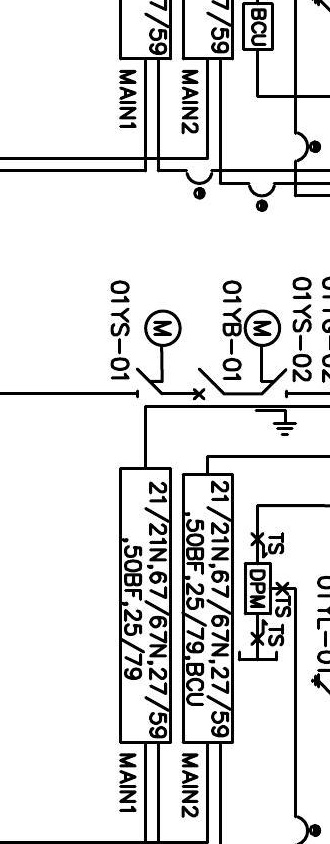 7/59
7/59
BCU
MAIN1
MAIN2
01YS-01
M
01YB-01
M
01YS-02
21/21N,67/67N,27/59
,50BF,25/79
21/21N,67/67N,27/59
,50BF,25/79,BCU
TS
DPM
TS
TS
MAIN1
MAIN2